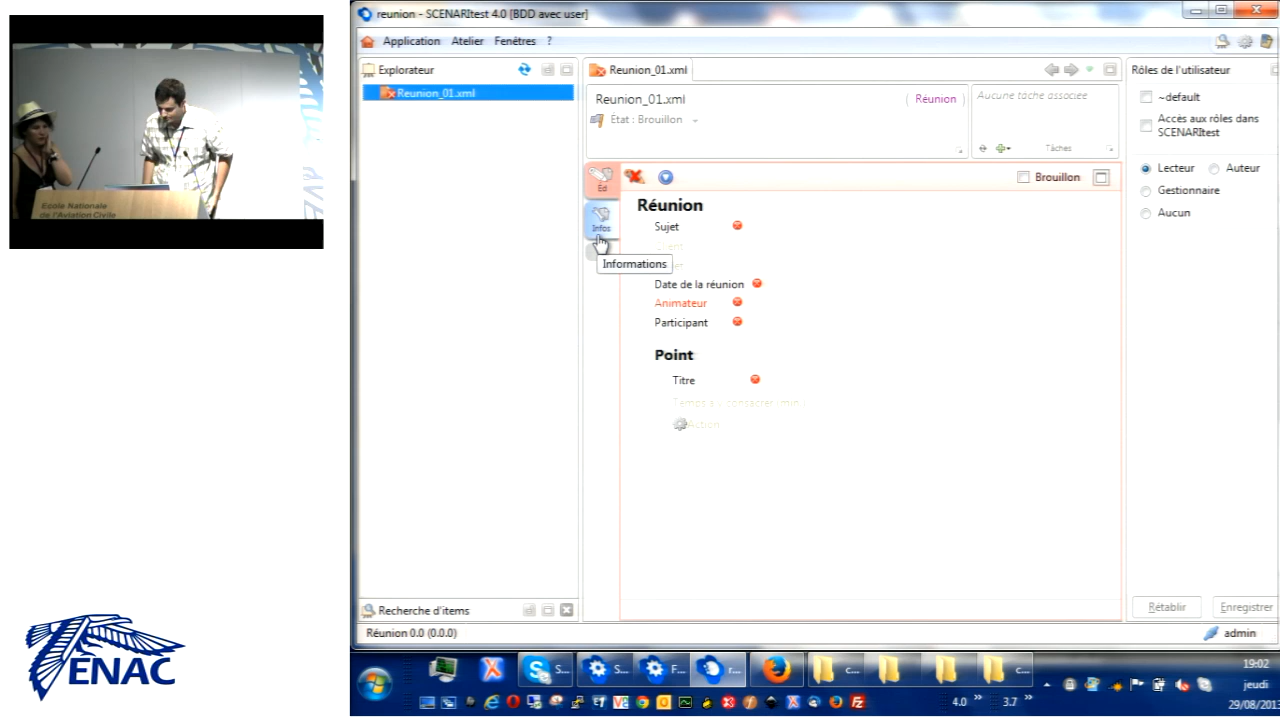 reunion - SCENARItest 4.0 [BDD avec user]
Application Atelier Fenêtres ?
Explorateur
Reunion_01.xml
Reunion_01.xml
Rôles de l'utilisateur
Reunion_01.xml
( Réunion )
Etat : Brouillon
Aucune tâche associée
Tâches
~default
Accès aux rôles dans
SCENARItest
Lecteur
Auteur
Gestionnaire
Aucun
Ed
Infos
Brouillon
Réunion
Sujet
Informations
Date de la réunion
Animateur
Participant
Point
Titre
Temps à y consacrer (min.)
Action
Recherche d'items
Rétablir
Enregistrer
Réunion 0.0 (0.0.0)
admin
Ecole Nationale
de l'Aviation Civile
ENAC
S...
S...
F...
r...
c...
c...
4.0
3.7
19:02
jeudi
29/08/201